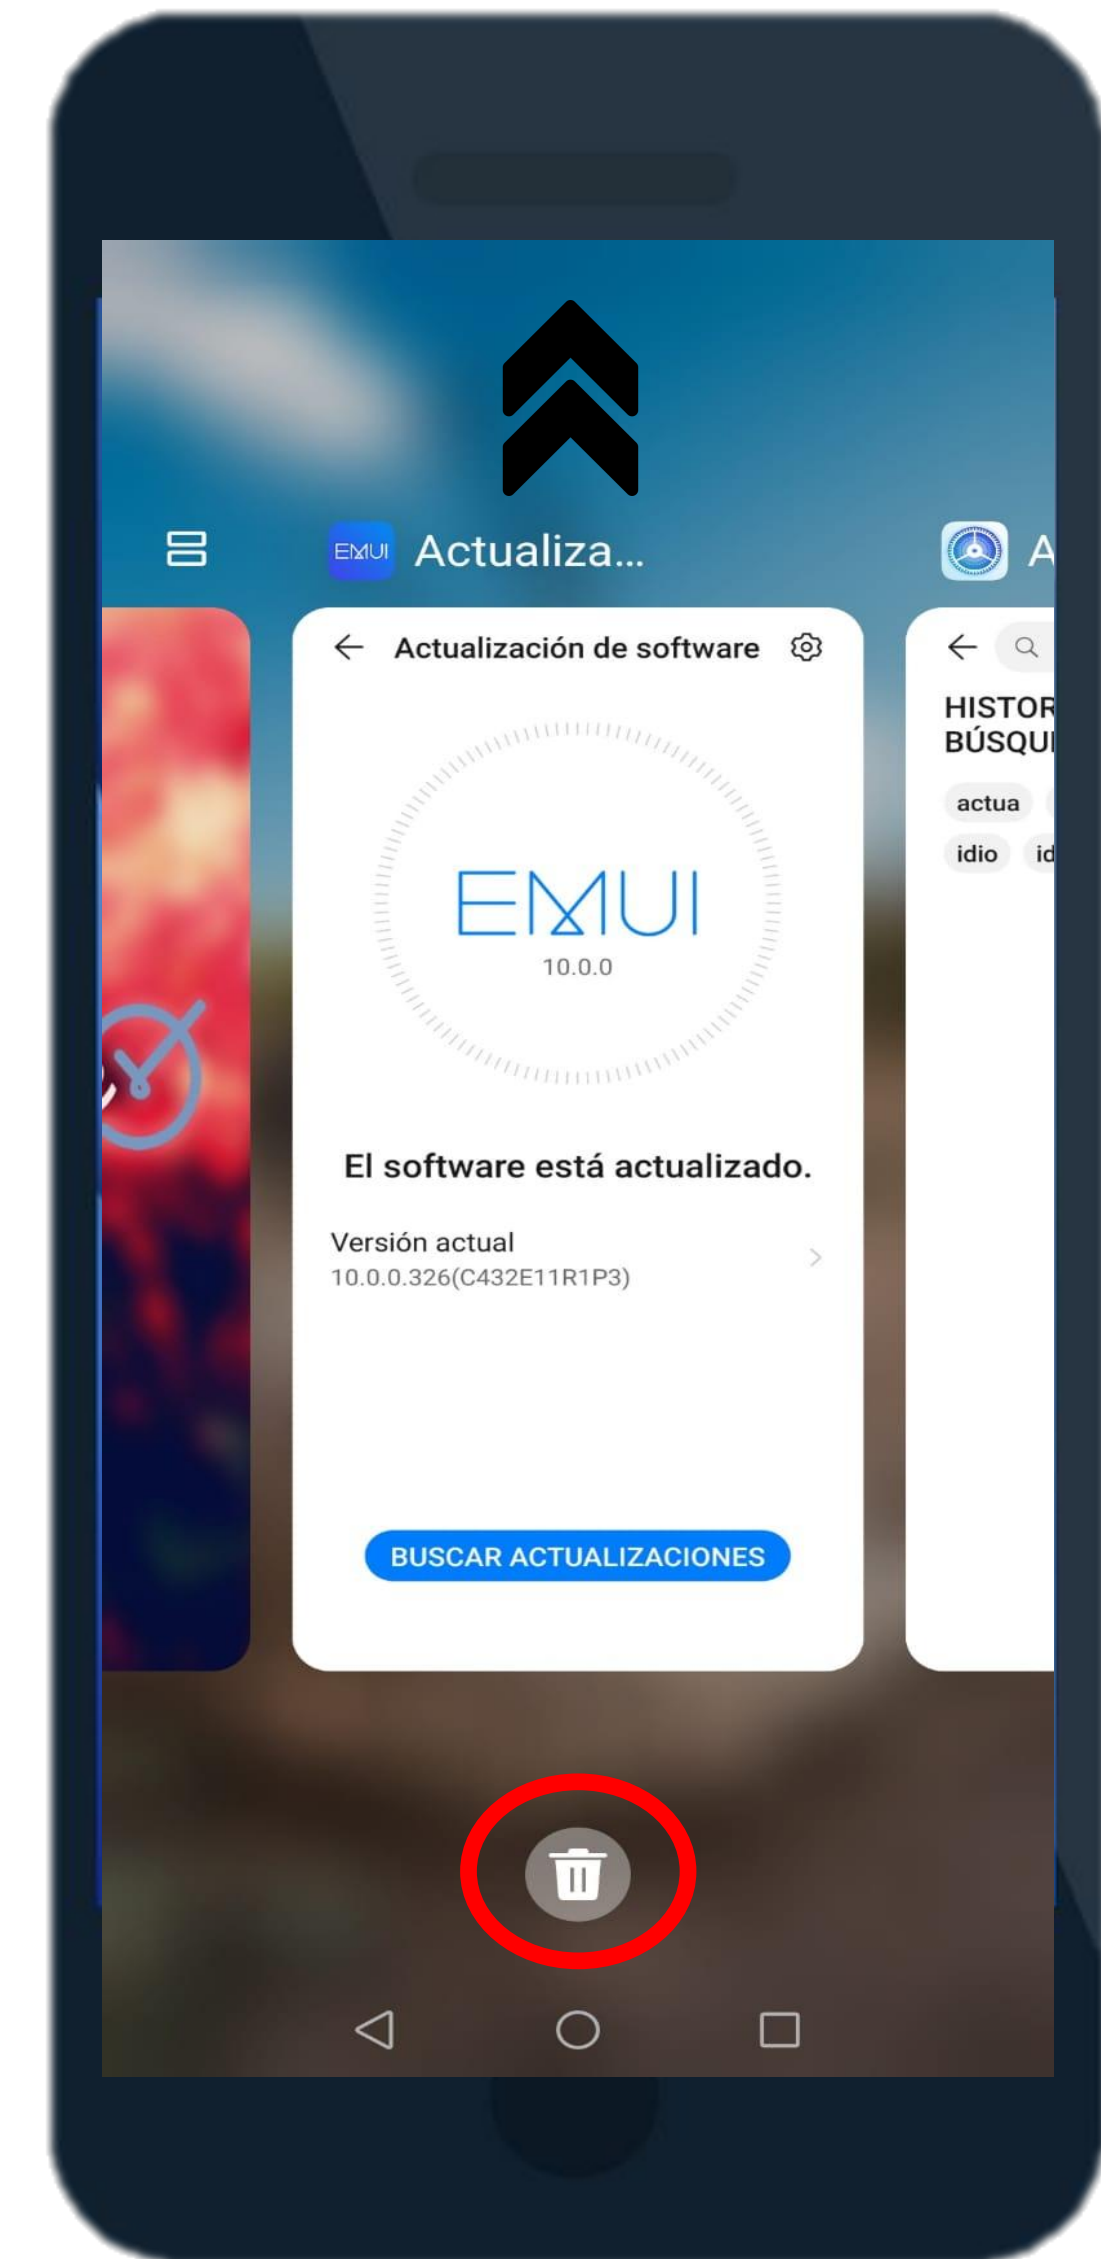 EMUI Actualiza...
A
Actualización de software
HISTOR
BÚSQU
actua
idio id
EMUI
10.0.0
El software está actualizado.
Versión actual
10.0.0.326(C432E11R1P3)
BUSCAR ACTUALIZACIONES